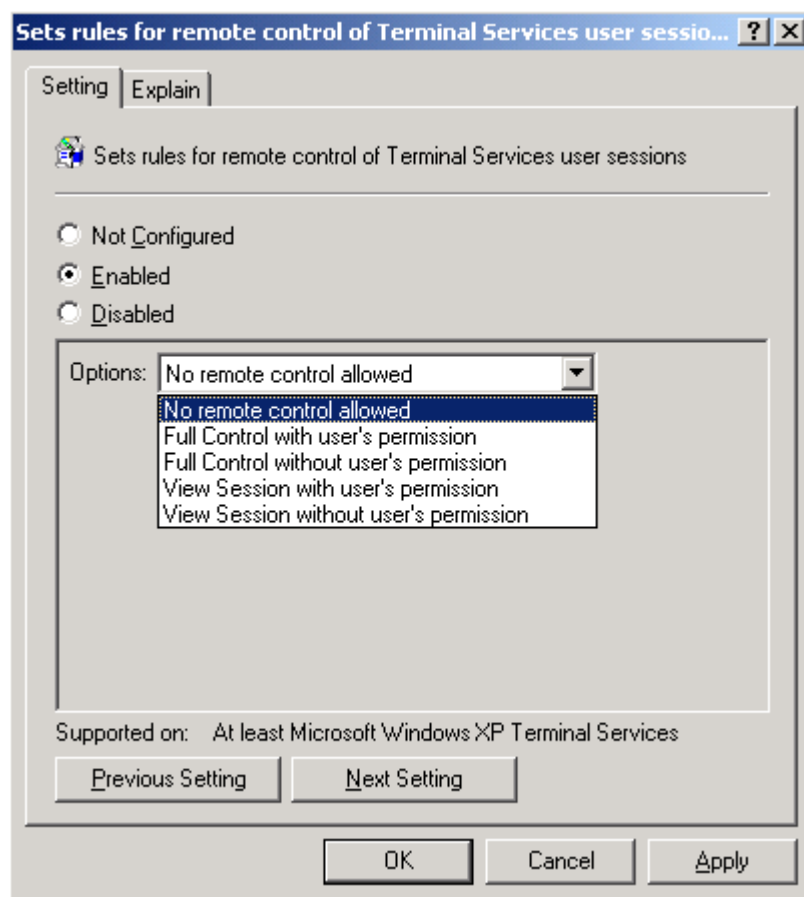 Sets rules for remote control of Terminal Services user sessio...
Setting
Explain
Sets rules for remote control of Terminal Services user sessions
Not Configured
Enabled
Disabled
Options: No remote control allowed
No remote control allowed
Full Control with user's permission
Full Control without user's permission
View Session with user's permission
View Session without user's permission
Supported on: At least Microsoft Windows XP Terminal Services
Previous Setting
Next Setting
OK
Cancel
Apply